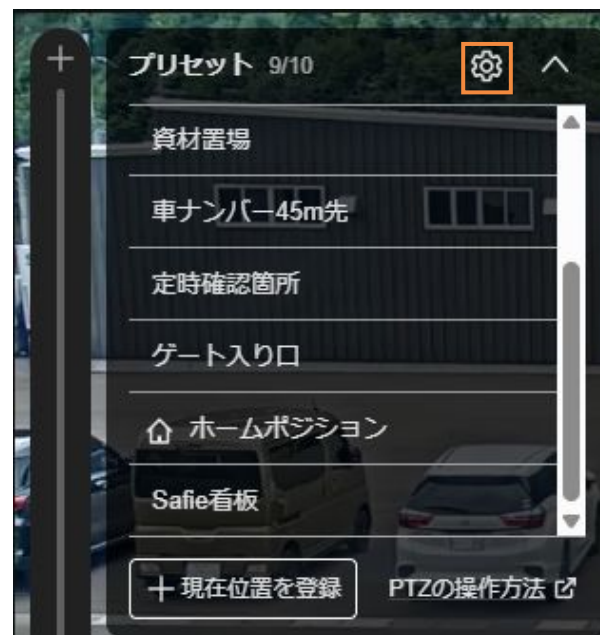 プリセット 9/10
資材置場
車ナンバー45m先
定時確認箇所
ゲート入り口
ホームポジション
Safie看板
＋現在位置を登録 PTZの操作方法